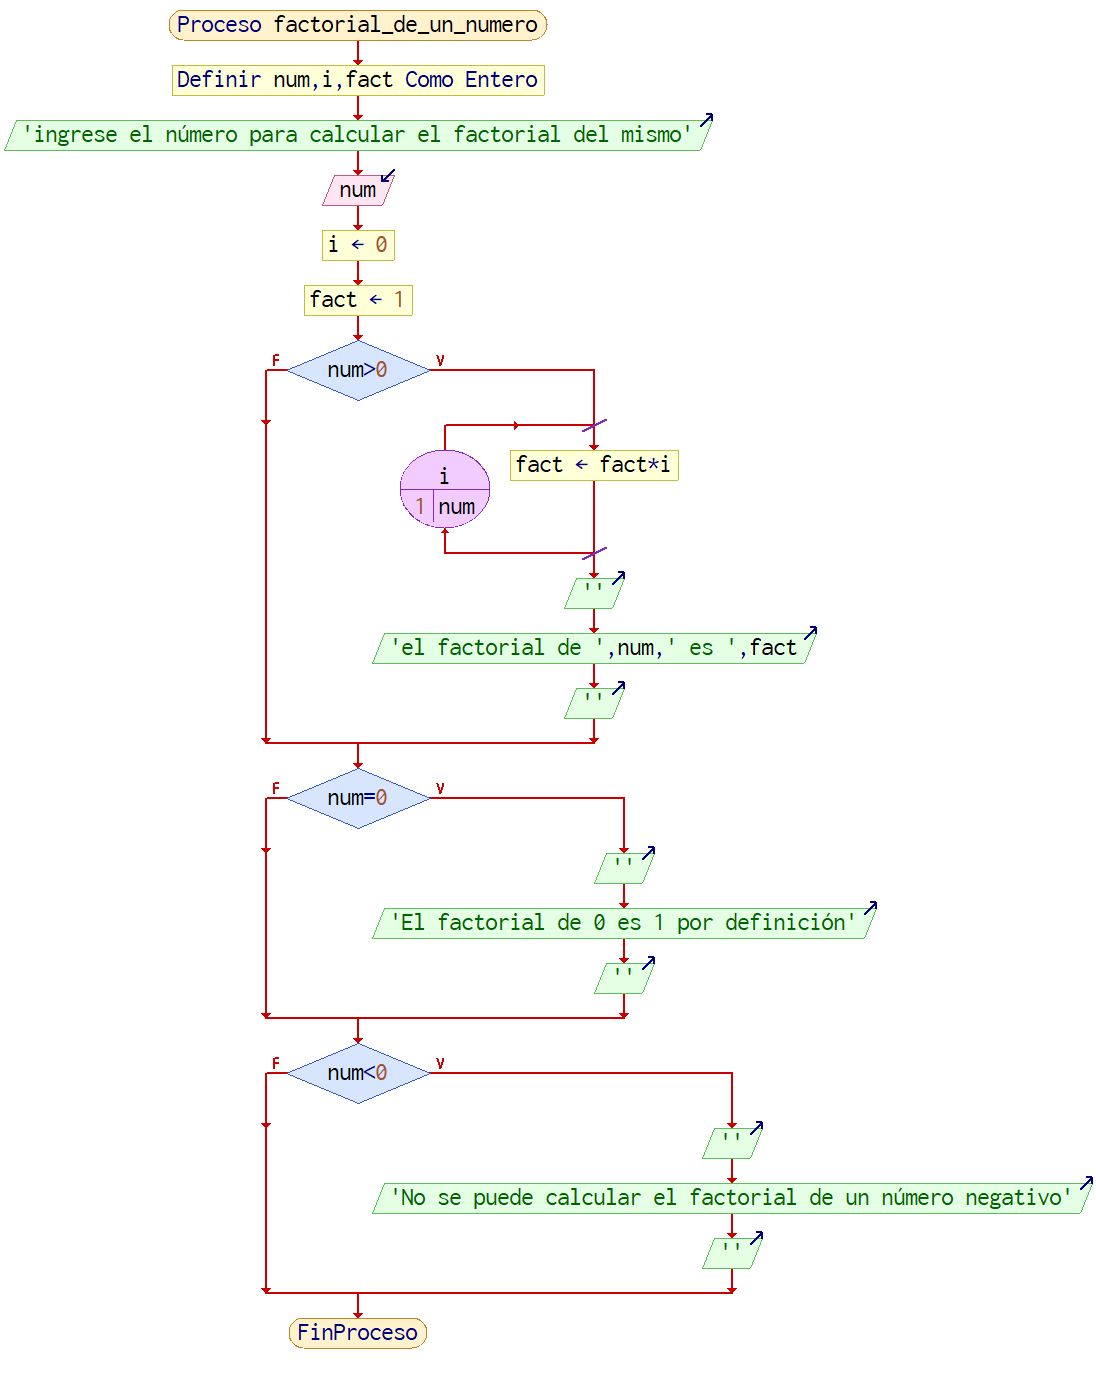 Proceso factorial_de_un_numero
Definir num,i,fact Como Entero
'ingrese el número para calcular el factorial del mismo'
num
i ← 0
fact ← 1
F
num>0
V
i
1
num
fact ← fact*i
''
'el factorial de ',num,' es ',fact
''
F
num=0
V
''
'El factorial de 0 es 1 por definición'
''
F
num<0
V
''
'No se puede calcular el factorial de un número negativo'
''
FinProceso